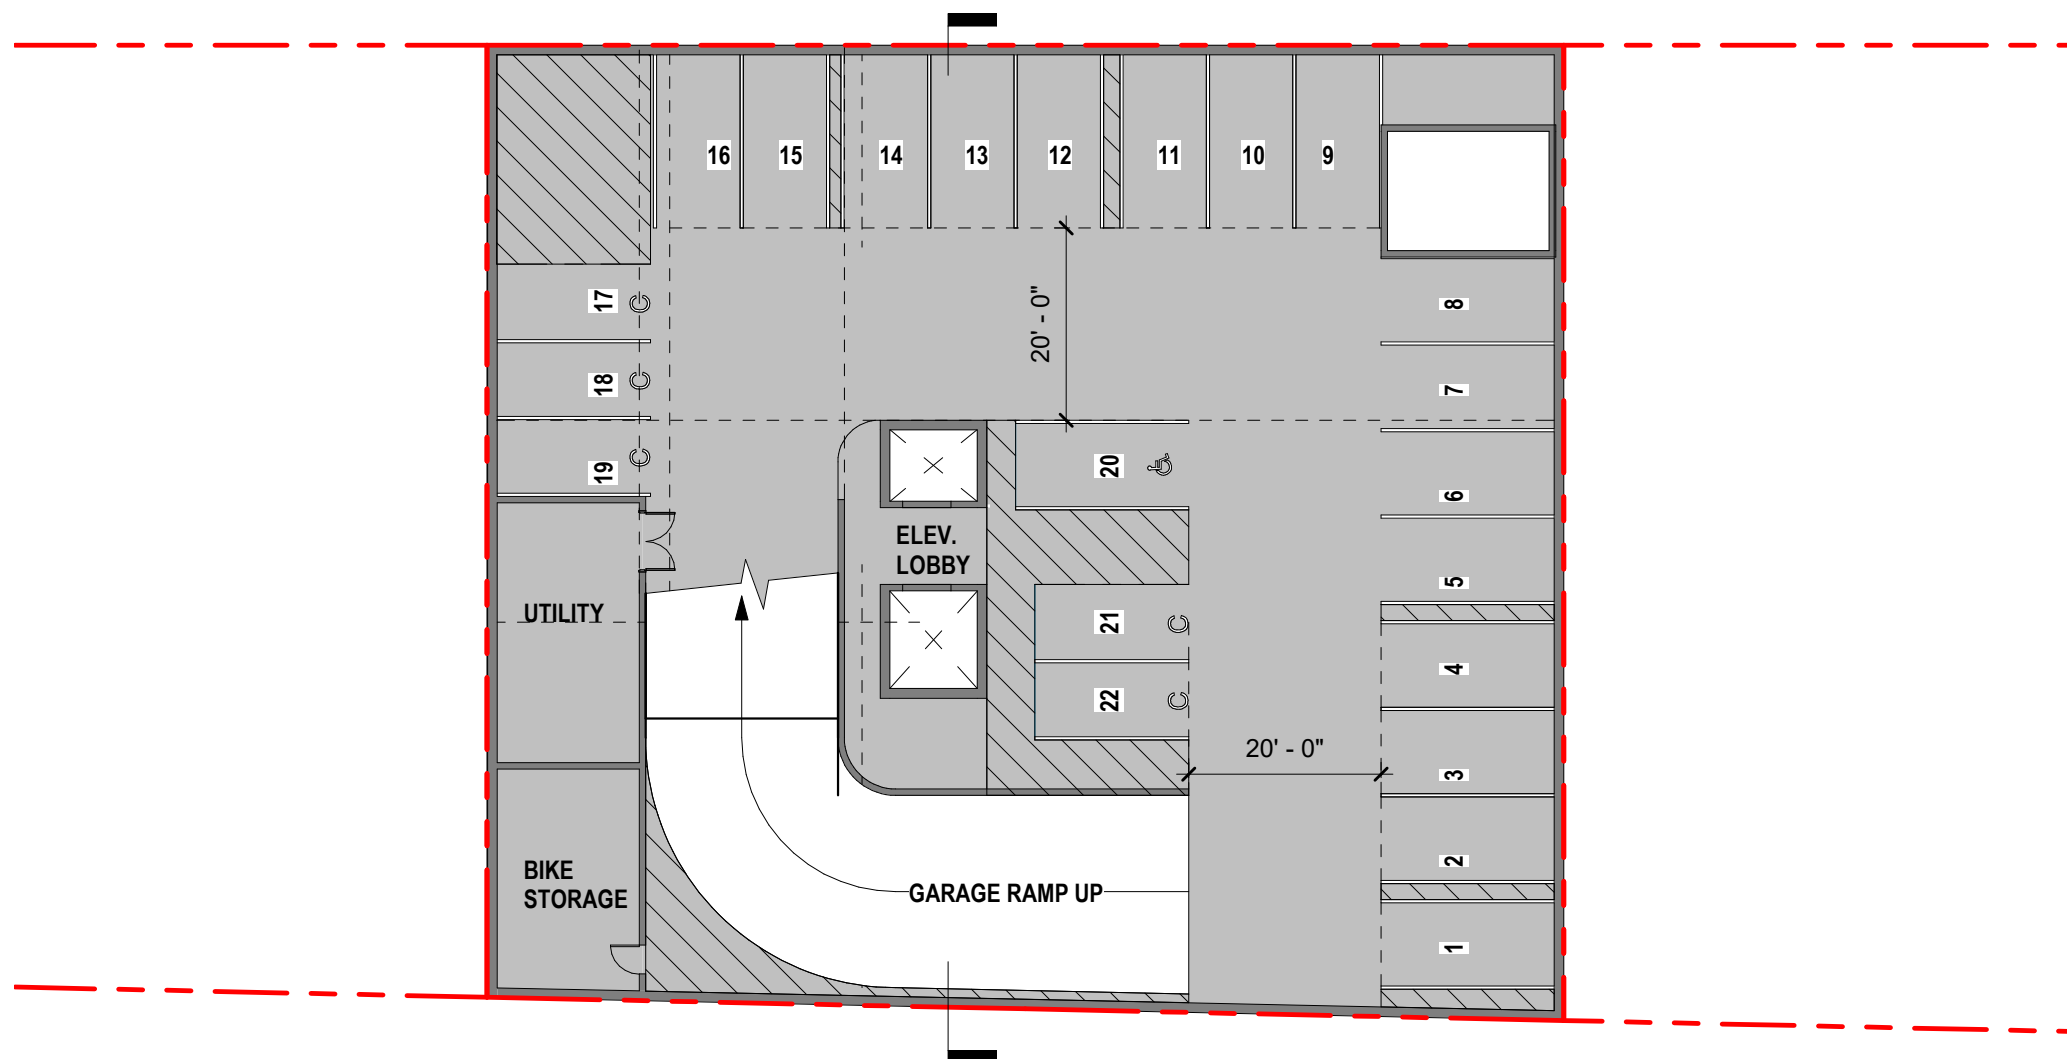 16
15
14
13
12
11
10
9
17
C
18
C
19
C
20' - 0"
8
7
6
5
4
3
2
1
20
21
C
22
C
ELEV.
LOBBY
UTILITY
20' - 0"
BIKE
STORAGE
GARAGE RAMP UP